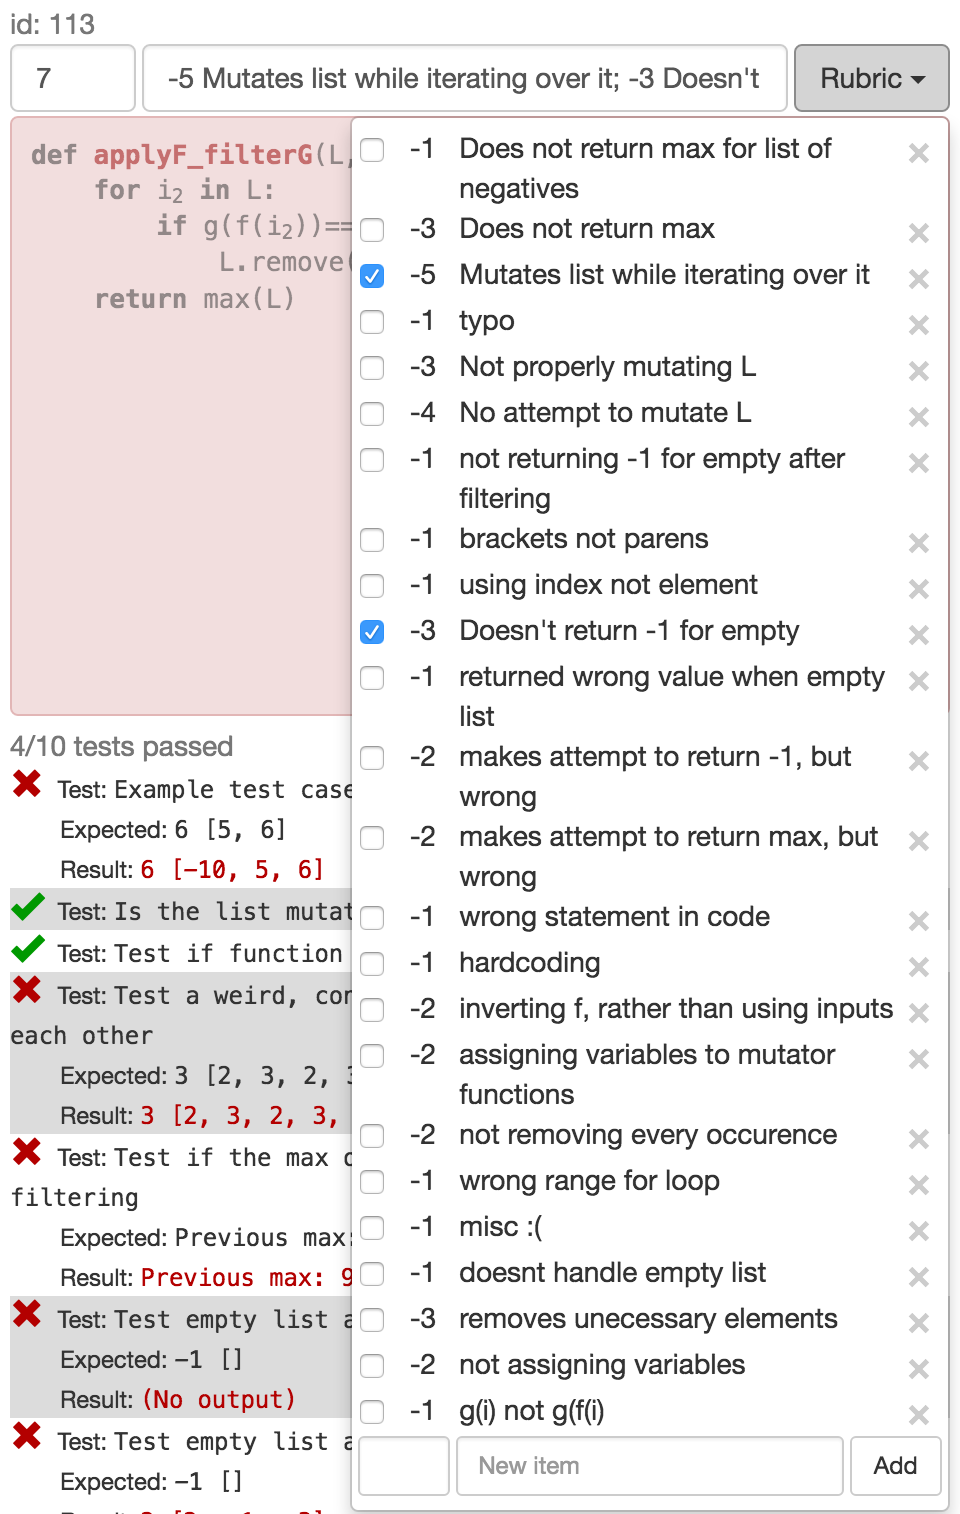 id: 113
7
-5 Mutates list while iterating over it; -3 Doesn't
Rubric
def applyF_filterG(L,
for i2 in L:
if g(f(i2))==
L.remove(
return max(L)
-1 Does not return max for list of
negatives
-3 Does not return max
-5 Mutates list while iterating over it
-1 typo
-3 Not properly mutating L
-4 No attempt to mutate L
-1 not returning -1 for empty after
filtering
-1 brackets not parens
-1 using index not element
-3 Doesn't return -1 for empty
-1 returned wrong value when empty
list
-2 makes attempt to return -1, but
wrong
-2 makes attempt to return max, but
wrong
-1 wrong statement in code
-1 hardcoding
-2 inverting f, rather than using inputs
-2 assigning variables to mutator
functions
-2 not removing every occurence
-1 wrong range for loop
-1 misc :(
-1 doesnt handle empty list
-3 removes unecessary elements
-2 not assigning variables
-1 g(i) not g(f(i)
New item
Add
4/10 tests passed
Test: Example test case
Expected: 6 [5, 6]
Result: 6 [-10, 5, 6]
Test: Is the list mutat
Test: Test if function
Test: Test a weird, con
each other
Expected: 3 [2, 3, 2, 3
Result: 3 [2, 3, 2, 3,
Test: Test if the max o
filtering
Expected: Previous max:
Result: Previous max: 9
Test: Test empty list a
Expected: -1 []
Result: (No output)
Test: Test empty list a
Expected: -1 []